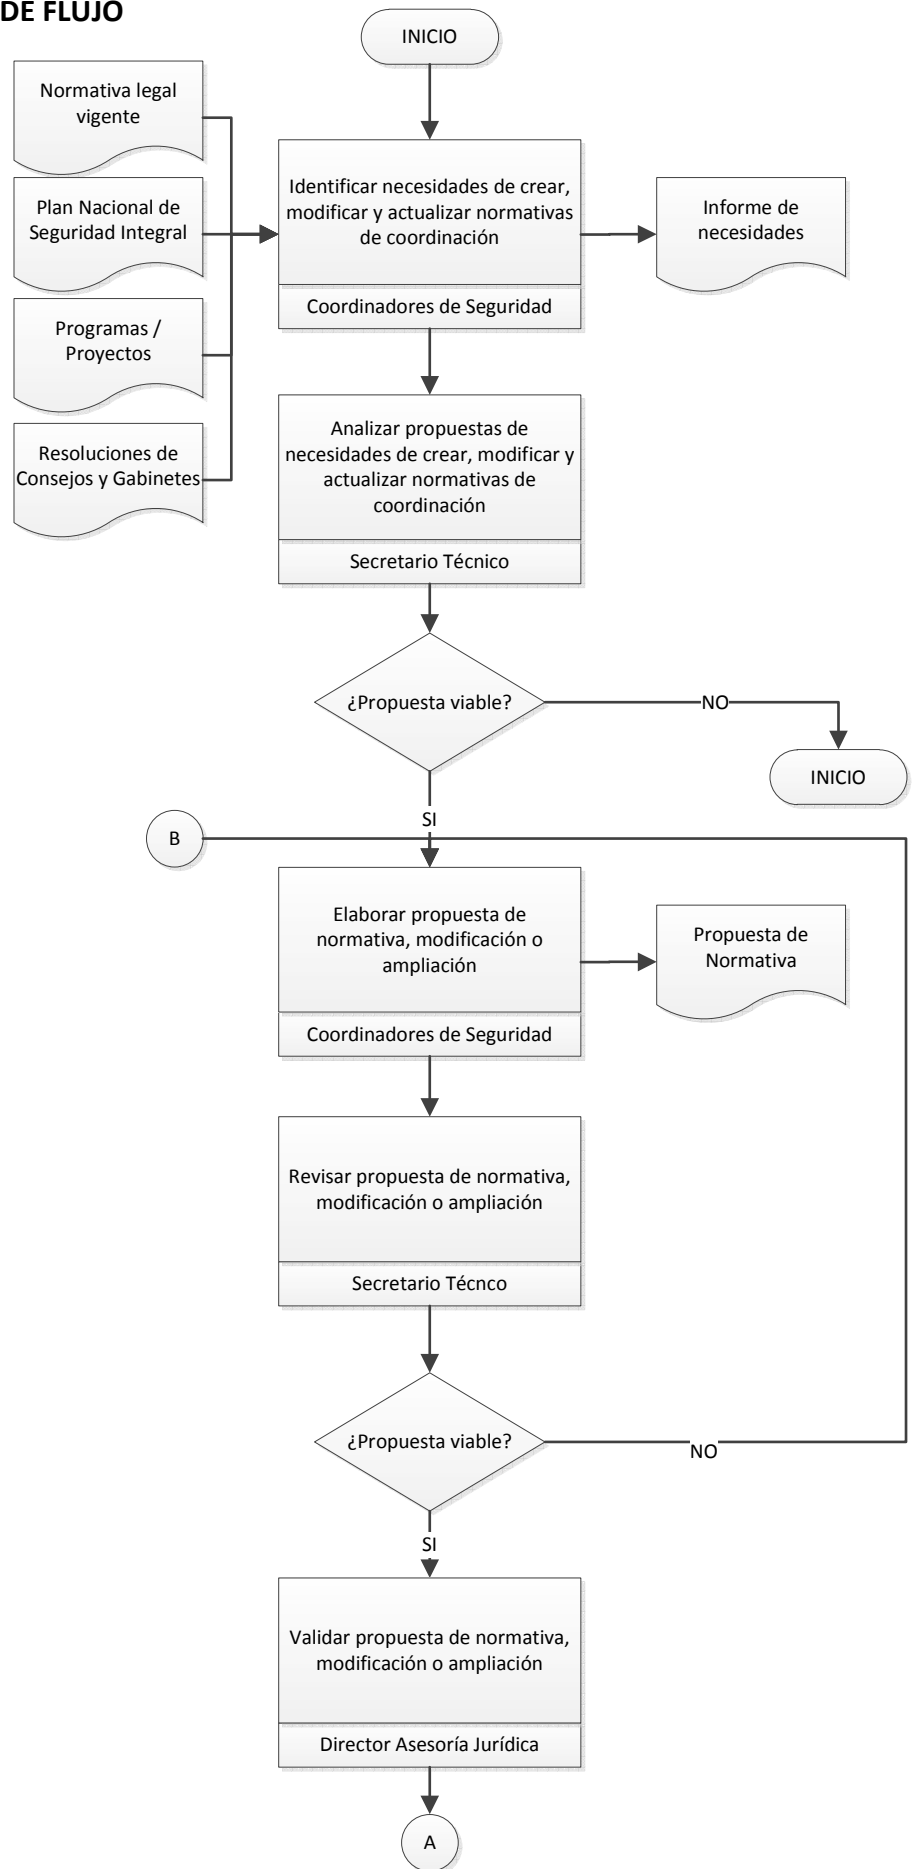 DE FLUJO
INICIO
Normativa legal
vigente
Plan Nacional de
Seguridad Integral
Programas /
Proyectos
Resoluciones de
Consejos y Gabinetes
Identificar necesidades de crear,
modificar y actualizar normativas
de coordinación
Coordinadores de Seguridad
Informe de
necesidades
Analizar propuestas de
necesidades de crear, modificar y
actualizar normativas de
coordinación
Secretario Técnico
¿Propuesta viable?
NO
INICIO
SI
B
Elaborar propuesta de
normativa, modificación o
ampliación
Coordinadores de Seguridad
Propuesta de
Normativa
Revisar propuesta de normativa,
modificación o ampliación
Secretario Técnco
¿Propuesta viable?
NO
SI
Validar propuesta de normativa,
modificación o ampliación
Director Asesoría Jurídica
A